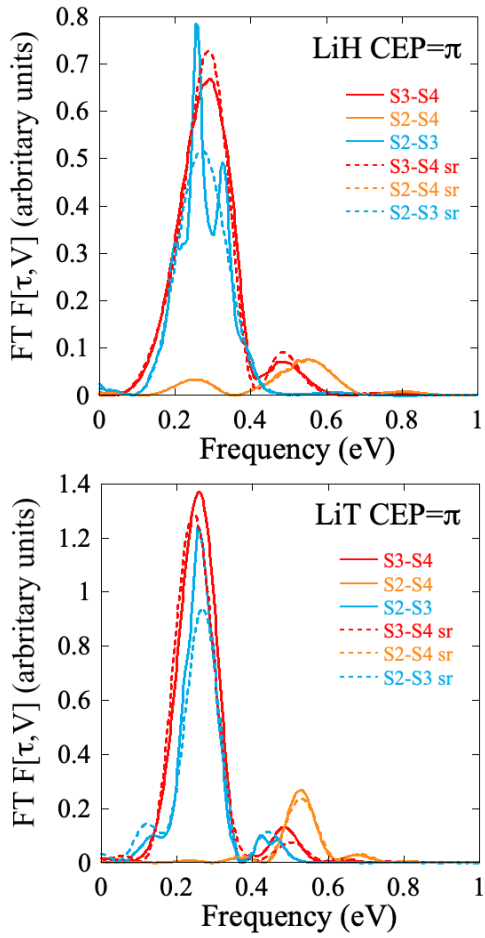 LiH CEP=π
FT F[τ,V] (arbritary units)
0.8
0.7
0.6
0.5
0.4
0.3
0.2
0.1
0
S3-S4
S2-S4
S2-S3
S3-S4 sr
S2-S4 sr
S2-S3 sr
0 0.2 0.4 0.6 0.8 1
Frequency (eV)
LiT CEP=π
FT F[τ,V] (arbritary units)
1.4
1.2
1
0.8
0.6
0.4
0.2
0
S3-S4
S2-S4
S2-S3
S3-S4 sr
S2-S4 sr
S2-S3 sr
0 0.2 0.4 0.6 0.8 1
Frequency (eV)